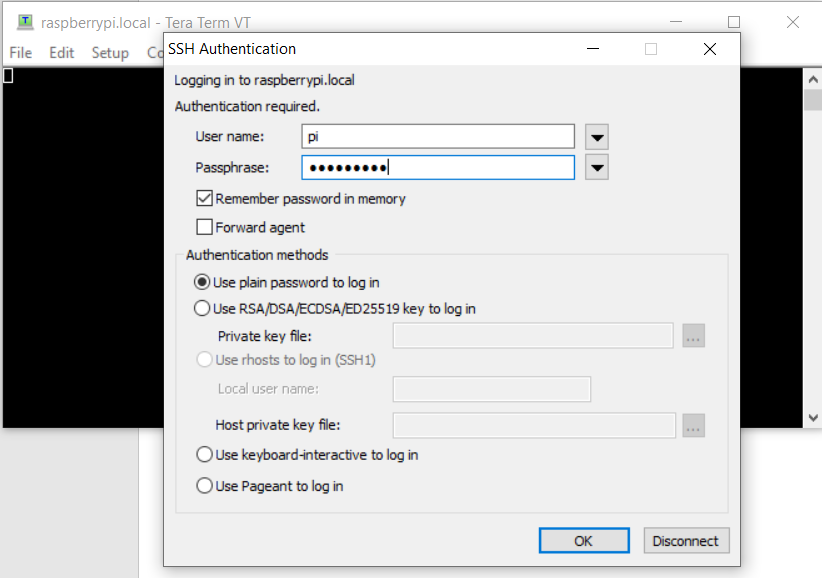 raspberrypi.local - Tera Term VT
File Edit Setup Co
SSH Authentication
Logging in to raspberrypi.local
Authentication required.
User name: pi
Passphrase: •••••••••
Remember password in memory
Forward agent
Authentication methods
Use plain password to log in
Use RSA/DSA/ECDSA/ED25519 key to log in
Private key file: ...
Use rhosts to log in (SSH1)
Local user name:
Host private key file: ...
Use keyboard-interactive to log in
Use Pageant to log in
OK Disconnect